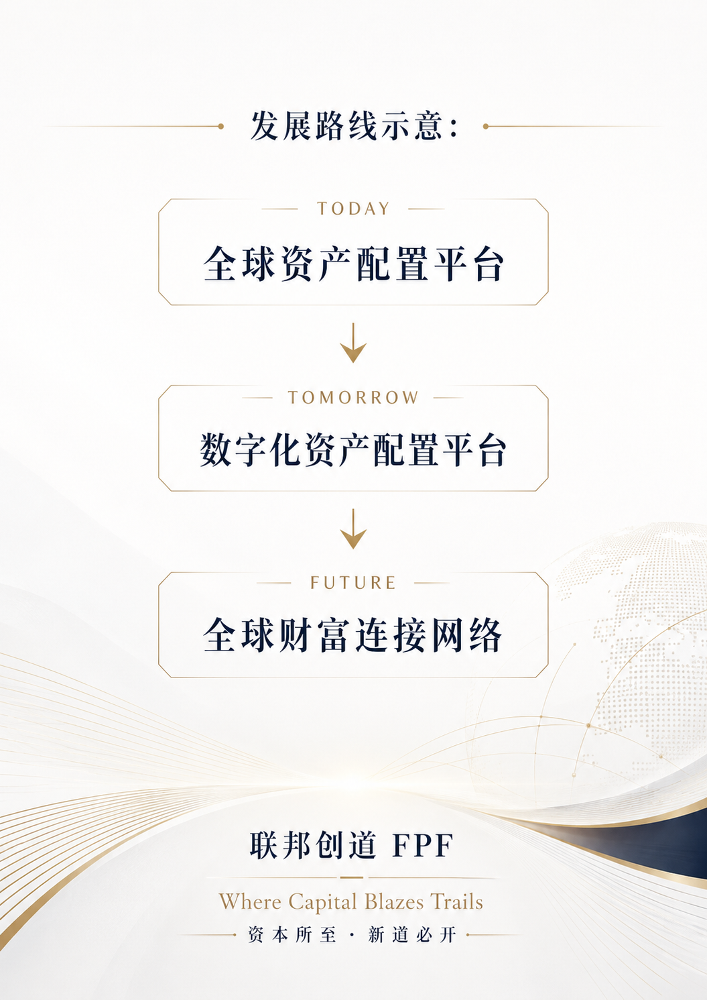 发展路线示意：
TODAY
全球资产配置平台
TOMORROW
数字化资产配置平台
FUTURE
全球财富连接网络
联邦创道 FPF
Where Capital Blazes Trails
资本所至·新道必开